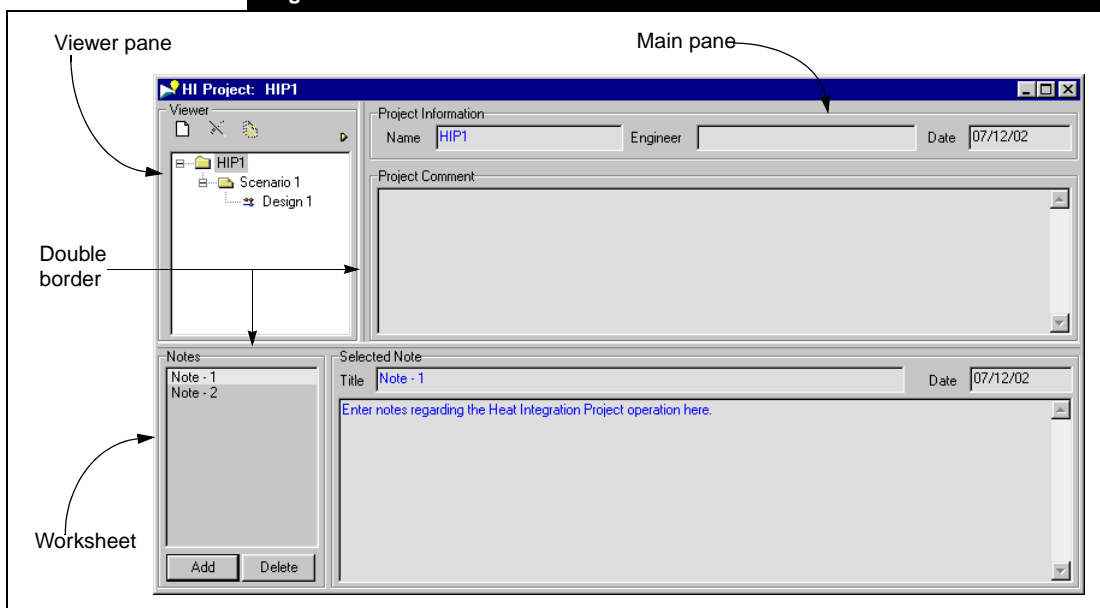 Viewer pane
Main pane
HI Project: HIP1
Viewer
Project Information
Name HIP1 Engineer Date 07/12/02
HIP1
Scenario 1
Design 1
Project Comment
Double
border
Notes
Note - 1
Note - 2
Selected Note
Title Note - 1 Date 07/12/02
Enter notes regarding the Heat Integration Project operation here.
Worksheet
Add Delete